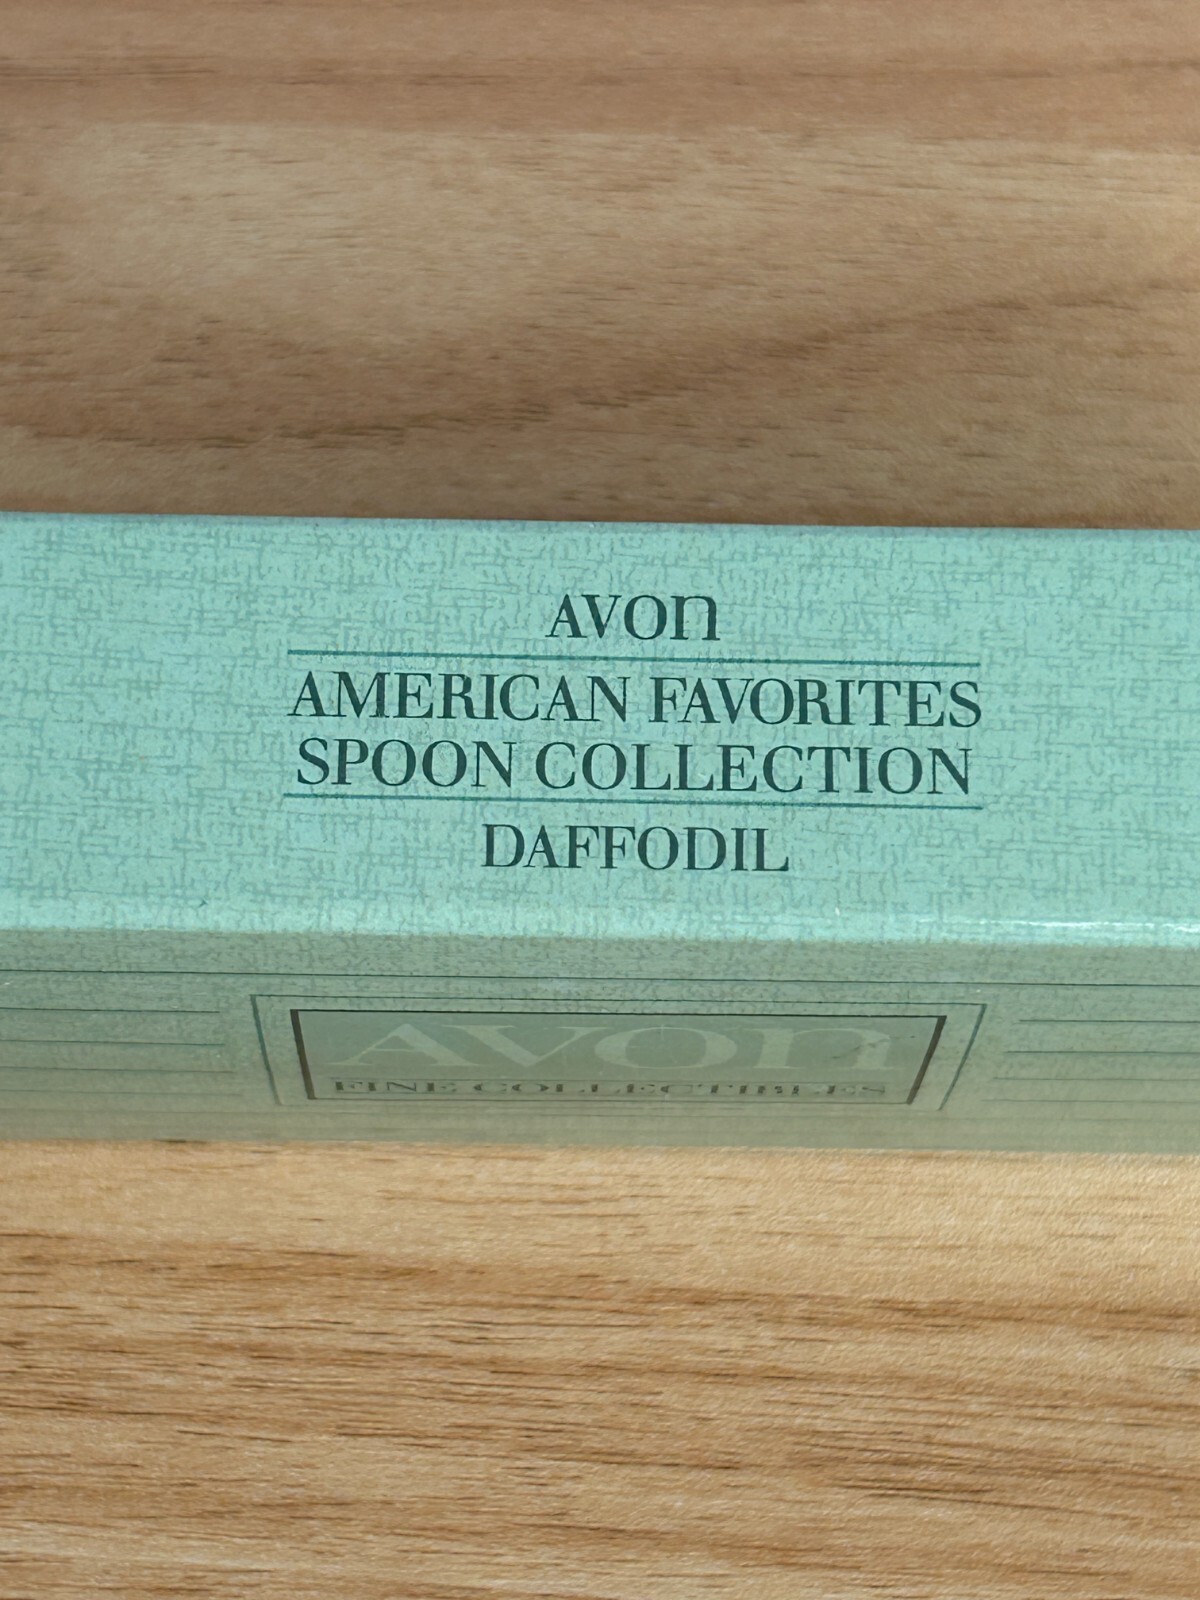 AVON
AMERICAN FAVORITES
SPOON COLLECTION
DAFFODIL
AVON
FINE COLLECTIBLES